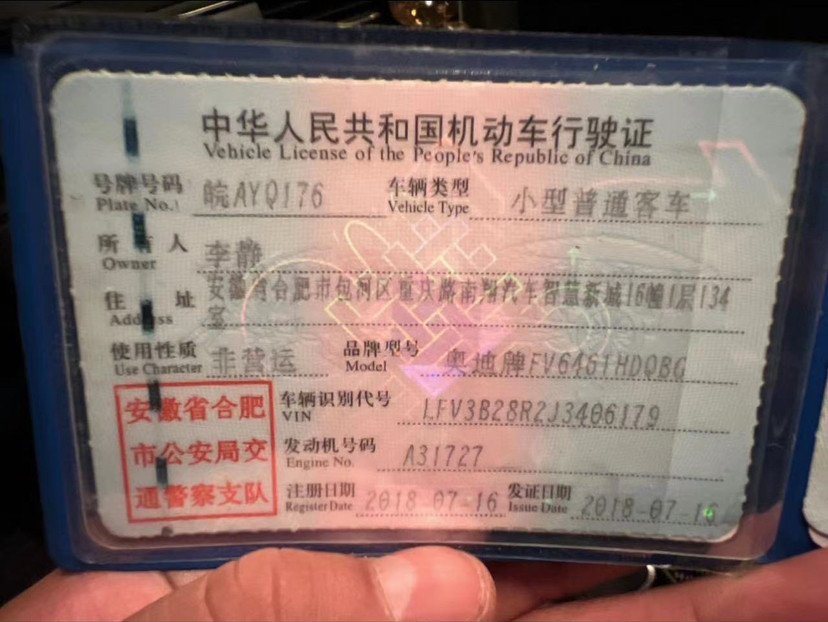 中华人民共和国机动车行驶证
Vehicle License of the People's Republic of China
号牌号码 皖AYQ176 车辆类型 小型普通客车
Plate No. Vehicle Type
所有人 李静
Owner
住址 安徽省合肥市包河区重庆路南翔汽车智慧新城16幢1层134
Address 室
使用性质 非营运 品牌型号 奥迪牌FV6461HDQBG
Use Character Model
安徽省合肥 车辆识别代号 LFV3B28R2J3406179
VIN
市公安局交 发动机号码 A31727
Engine No.
通警察支队 注册日期 2018-07-16 发证日期 2018-07-16
Register Date Issue Date